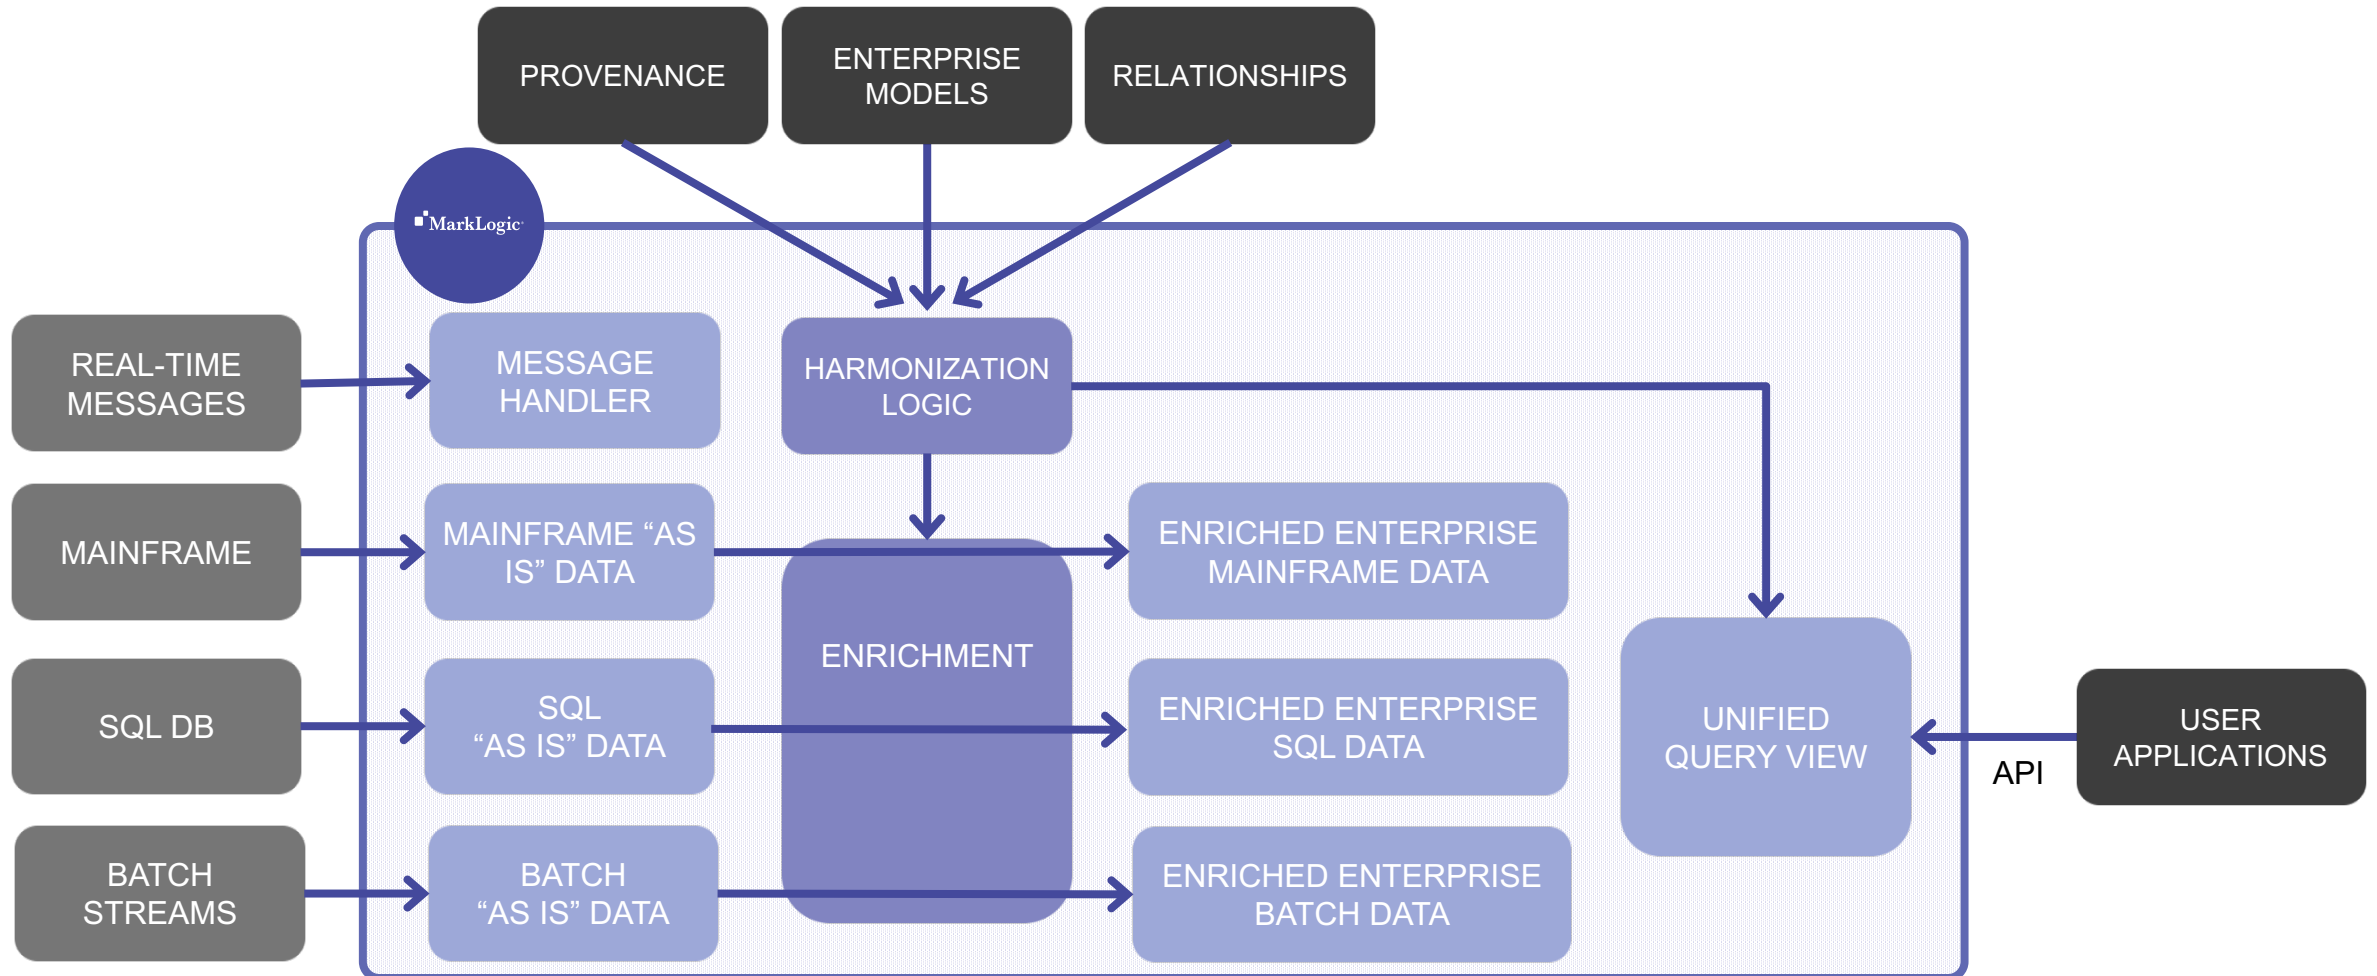 PROVENANCE
ENTERPRISE
MODELS
RELATIONSHIPS
MarkLogic
REAL-TIME
MESSAGES
MESSAGE
HANDLER
HARMONIZATION
LOGIC
MAINFRAME
MAINFRAME “AS
IS” DATA
ENRICHED ENTERPRISE
MAINFRAME DATA
ENRICHMENT
SQL DB
SQL
“AS IS” DATA
ENRICHED ENTERPRISE
SQL DATA
UNIFIED
QUERY VIEW
API
USER
APPLICATIONS
BATCH
STREAMS
BATCH
“AS IS” DATA
ENRICHED ENTERPRISE
BATCH DATA